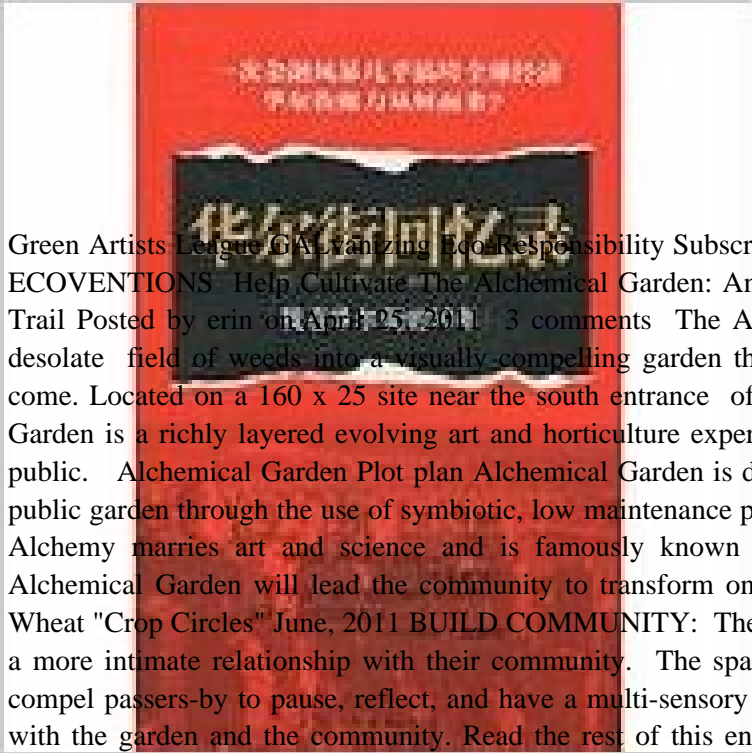 华尔街回忆录
Green Artists League GALvanizing Eco-Responsibility Subscr
ECOVENTIONS Help Cultivate The Alchemical Garden: An
Trail Posted by erin on April 25, 2011 3 comments The A
desolate field of weeds into a visually compelling garden th
come. Located on a 160 x 25 site near the south entrance of
Garden is a richly layered evolving art and horticulture exper
public. Alchemical Garden Plot plan Alchemical Garden is d
public garden through the use of symbiotic, low maintenance p
Alchemy marries art and science and is famously known
Alchemical Garden will lead the community to transform on
Wheat "Crop Circles" June, 2011 BUILD COMMUNITY: The
a more intimate relationship with their community. The spa
compel passers-by to pause, reflect, and have a multi-sensory
with the garden and the community. Read the rest of this en